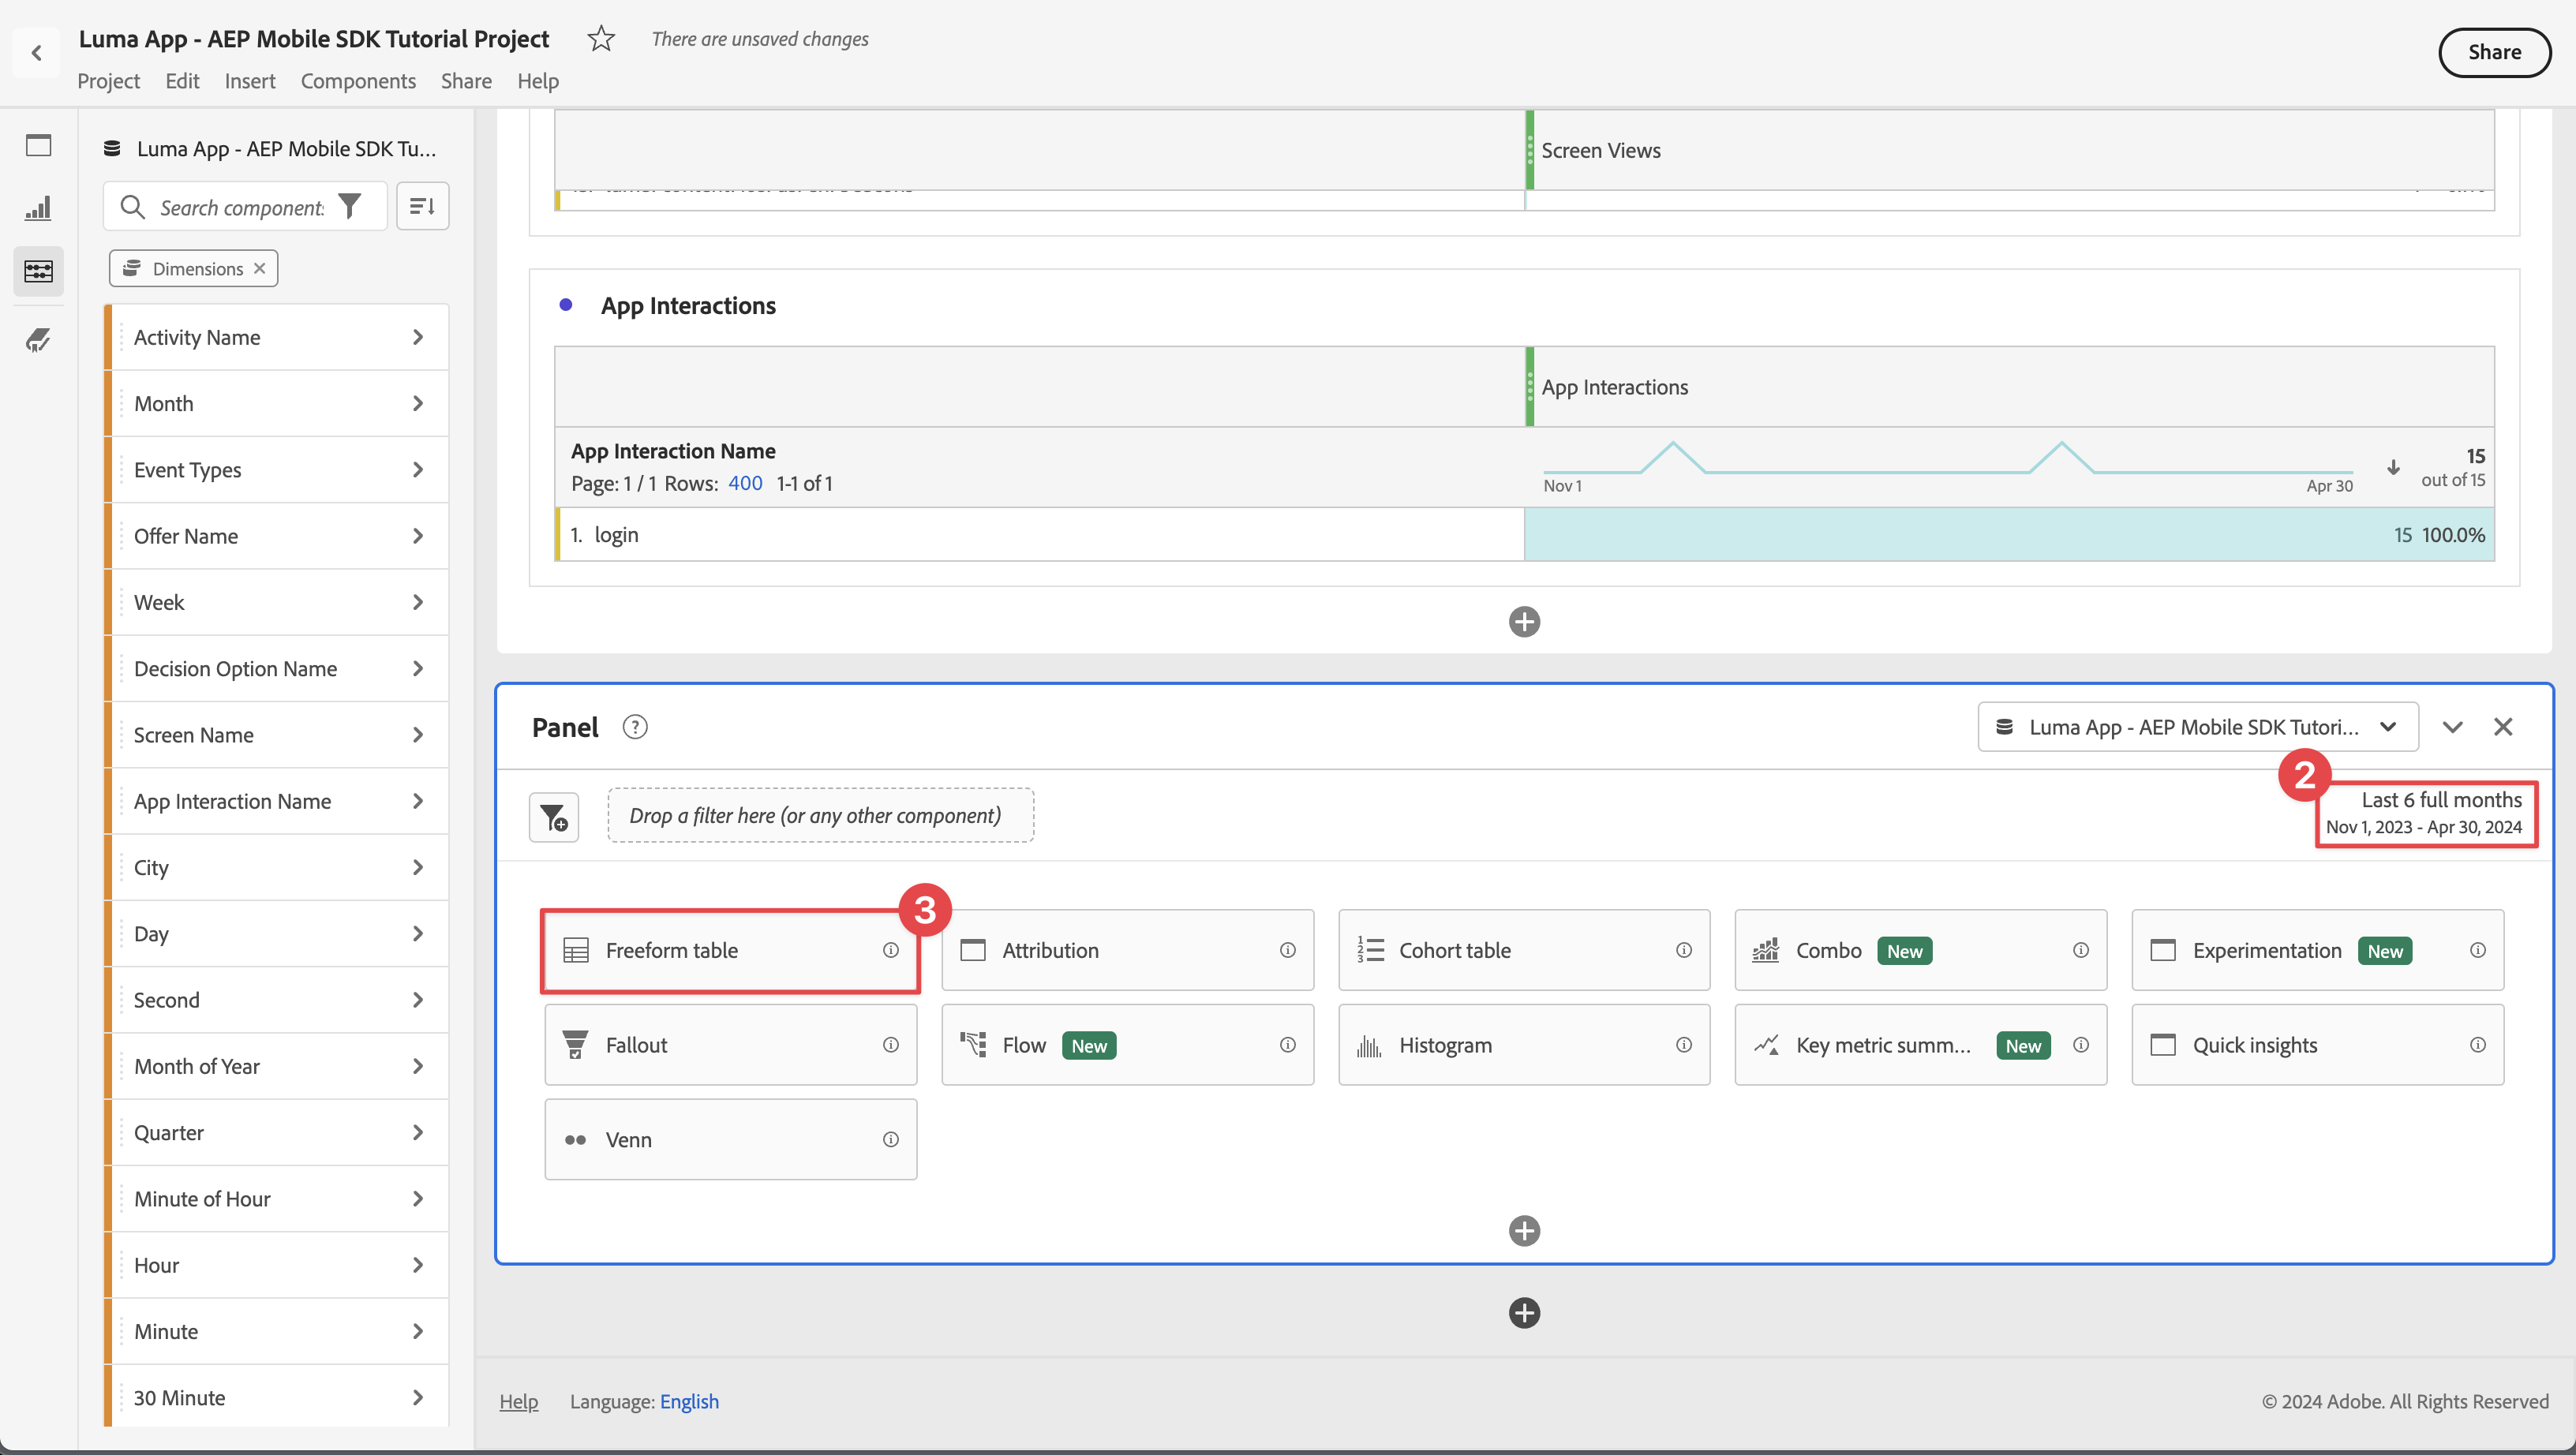 Luma App - AEP Mobile SDK Tutorial Project
There are unsaved changes
Share
Project Edit Insert Components Share Help
Luma App - AEP Mobile SDK Tu...
Search component
Dimensions
Activity Name
Month
Event Types
Offer Name
Week
Decision Option Name
Screen Name
App Interaction Name
City
Day
Second
Month of Year
Quarter
Minute of Hour
Hour
Minute
30 Minute
Screen Views
App Interactions
App Interactions
App Interaction Name
Page: 1 / 1 Rows: 400 1-1 of 1
Nov 1
Apr 30
15
out of 15
1. login
15 100.0%
Panel
?
Luma App - AEP Mobile SDK Tutori...
2
Drop a filter here (or any other component)
Last 6 full months
Nov 1, 2023 - Apr 30, 2024
3
Freeform table
Attribution
Cohort table
Combo New
Experimentation New
Fallout
Flow New
Histogram
Key metric summ... New
Quick insights
Venn
Help
Language: English
© 2024 Adobe. All Rights Reserved